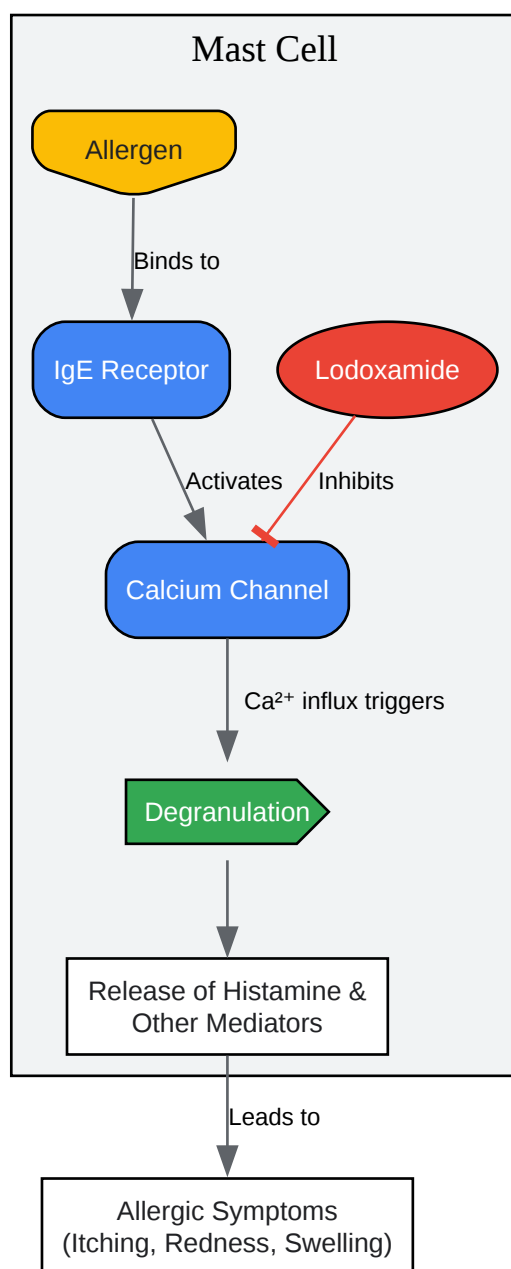 Mast Cell
Allergen
Binds to
IgE Receptor
Lodoxamide
Activates
Inhibits
Calcium Channel
Ca²⁺ influx triggers
Degranulation
Release of Histamine &
Other Mediators
Leads to
Allergic Symptoms
(Itching, Redness, Swelling)